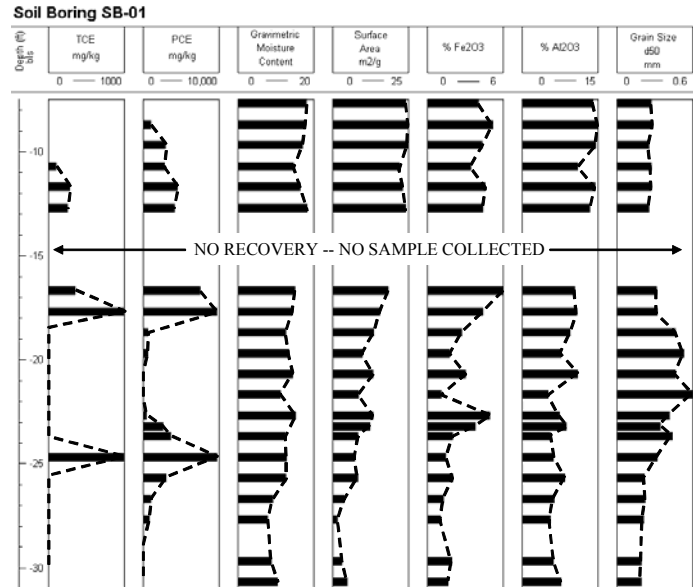 Soil Boring SB-01
Depth (ft) bls
TCE
mg/kg
0 1000
PCE
mg/kg
0 10,000
Gravmetric
Moisture
Content
0 20
Surface
Area
m2/g
0 25
% Fe2O3
0 6
% Al2O3
0 15
Grain Size
d50
mm
0 0.6
-10
-15
NO RECOVERY -- NO SAMPLE COLLECTED
-20
-25
-30